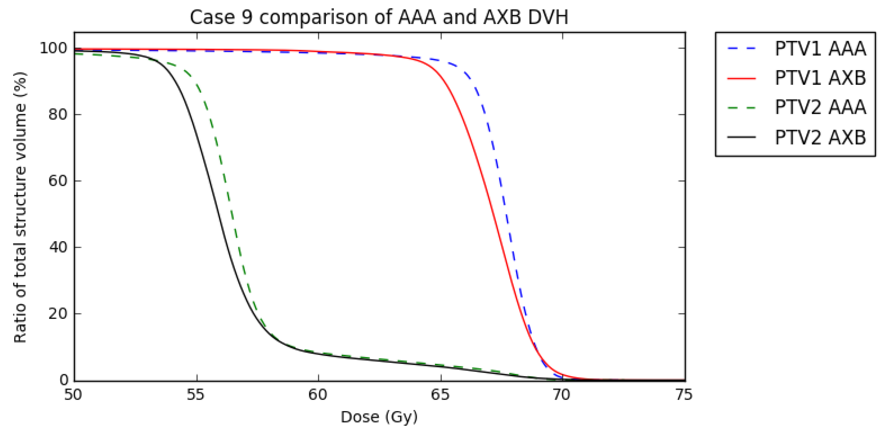 Case 9 comparison of AAA and AXB DVH
100
80
60
40
20
0
Ratio of total structure volume (%)
50 55 60 65 70 75
Dose (Gy)
PTV1 AAA
PTV1 AXB
PTV2 AAA
PTV2 AXB